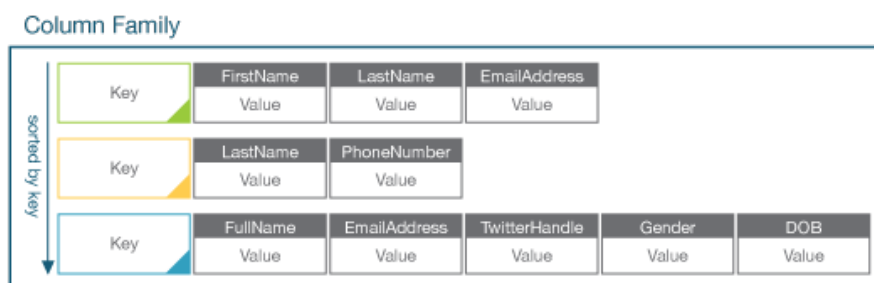 Column Family
sorted by key
Key
FirstName LastName EmailAddress
Value Value Value
Key
LastName PhoneNumber
Value Value
Key
FullName EmailAddress TwitterHandle Gender DOB
Value Value Value Value Value